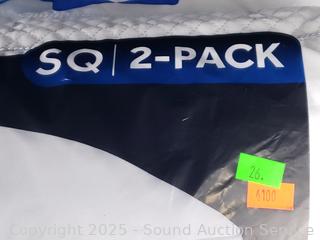 SQ | 2-PACK
26.
6100
Copyright 2025 - Sound Auction Service